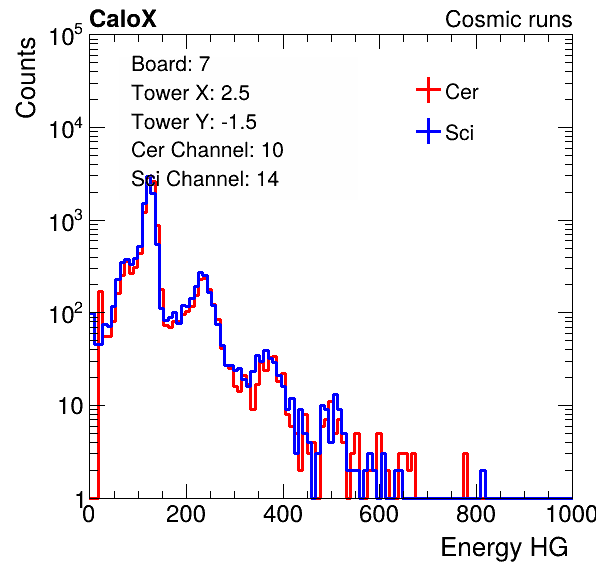 CaloX Cosmic runs
Counts
10^5
10^4
10^3
10^2
10
1
Board: 7
Tower X: 2.5
Tower Y: -1.5
Cer Channel: 10
Sci Channel: 14
Cer
Sci
0 200 400 600 800 1000
Energy HG